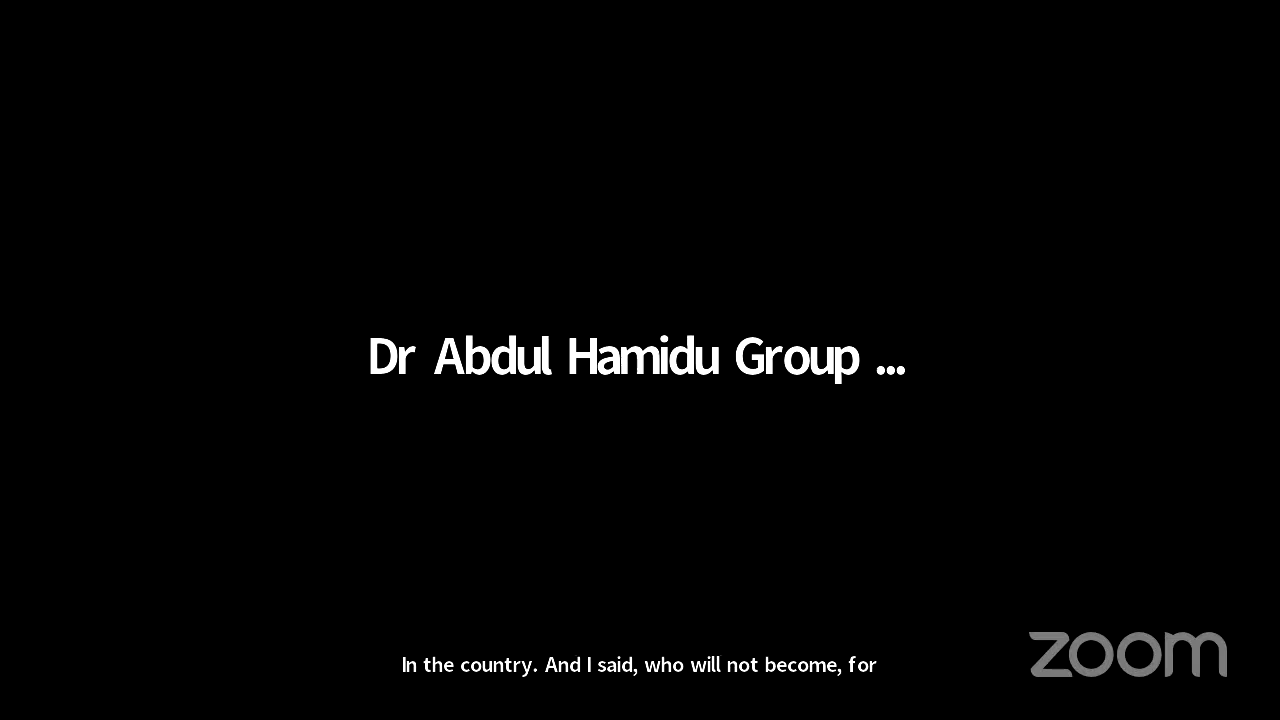 Dr Abdul Hamidu Group ...
In the country. And I said, who will not become, for
zoom